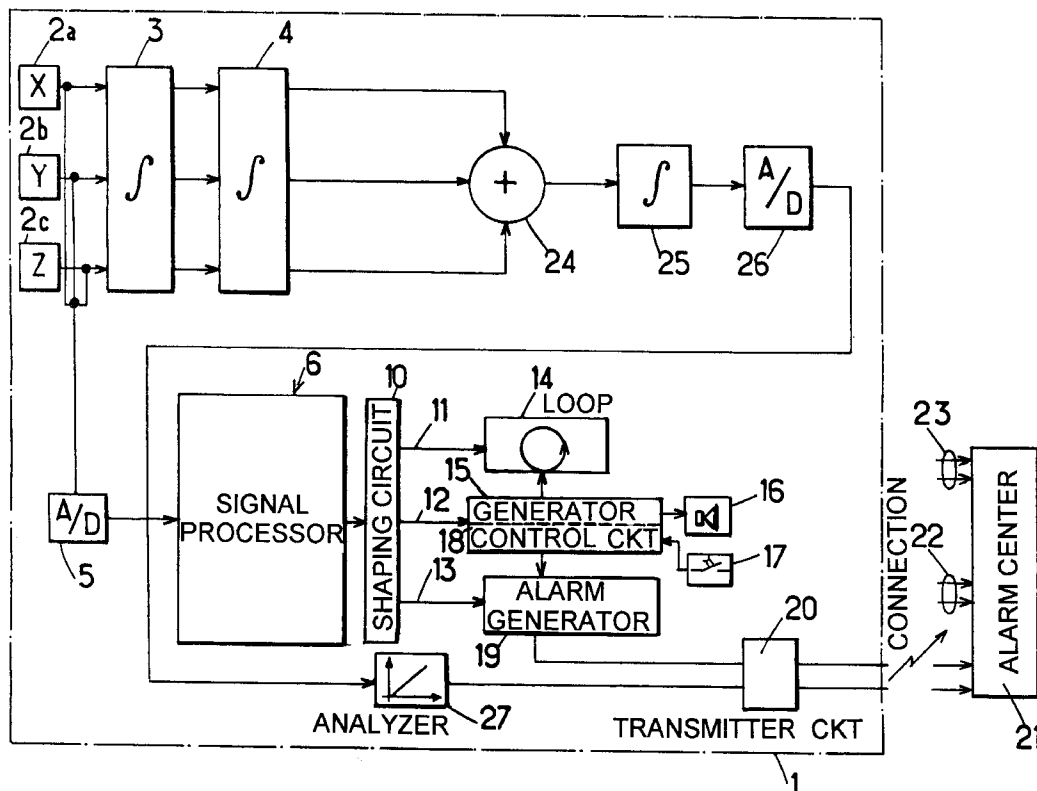 2a
3
4
X
2b
Y
∫
∫
+
∫
A/D
2c
Z
24
25
26
6
10
14
LOOP
11
23
SIGNAL
PROCESSOR
SHAPING CIRCUIT
15
GENERATOR
16
12
18
CONTROL CKT
A/D
5
17
22
13
ALARM
GENERATOR
19
20
CONNECTION
ALARM CENTER
ANALYZER
27
TRANSMITTER CKT
21
1